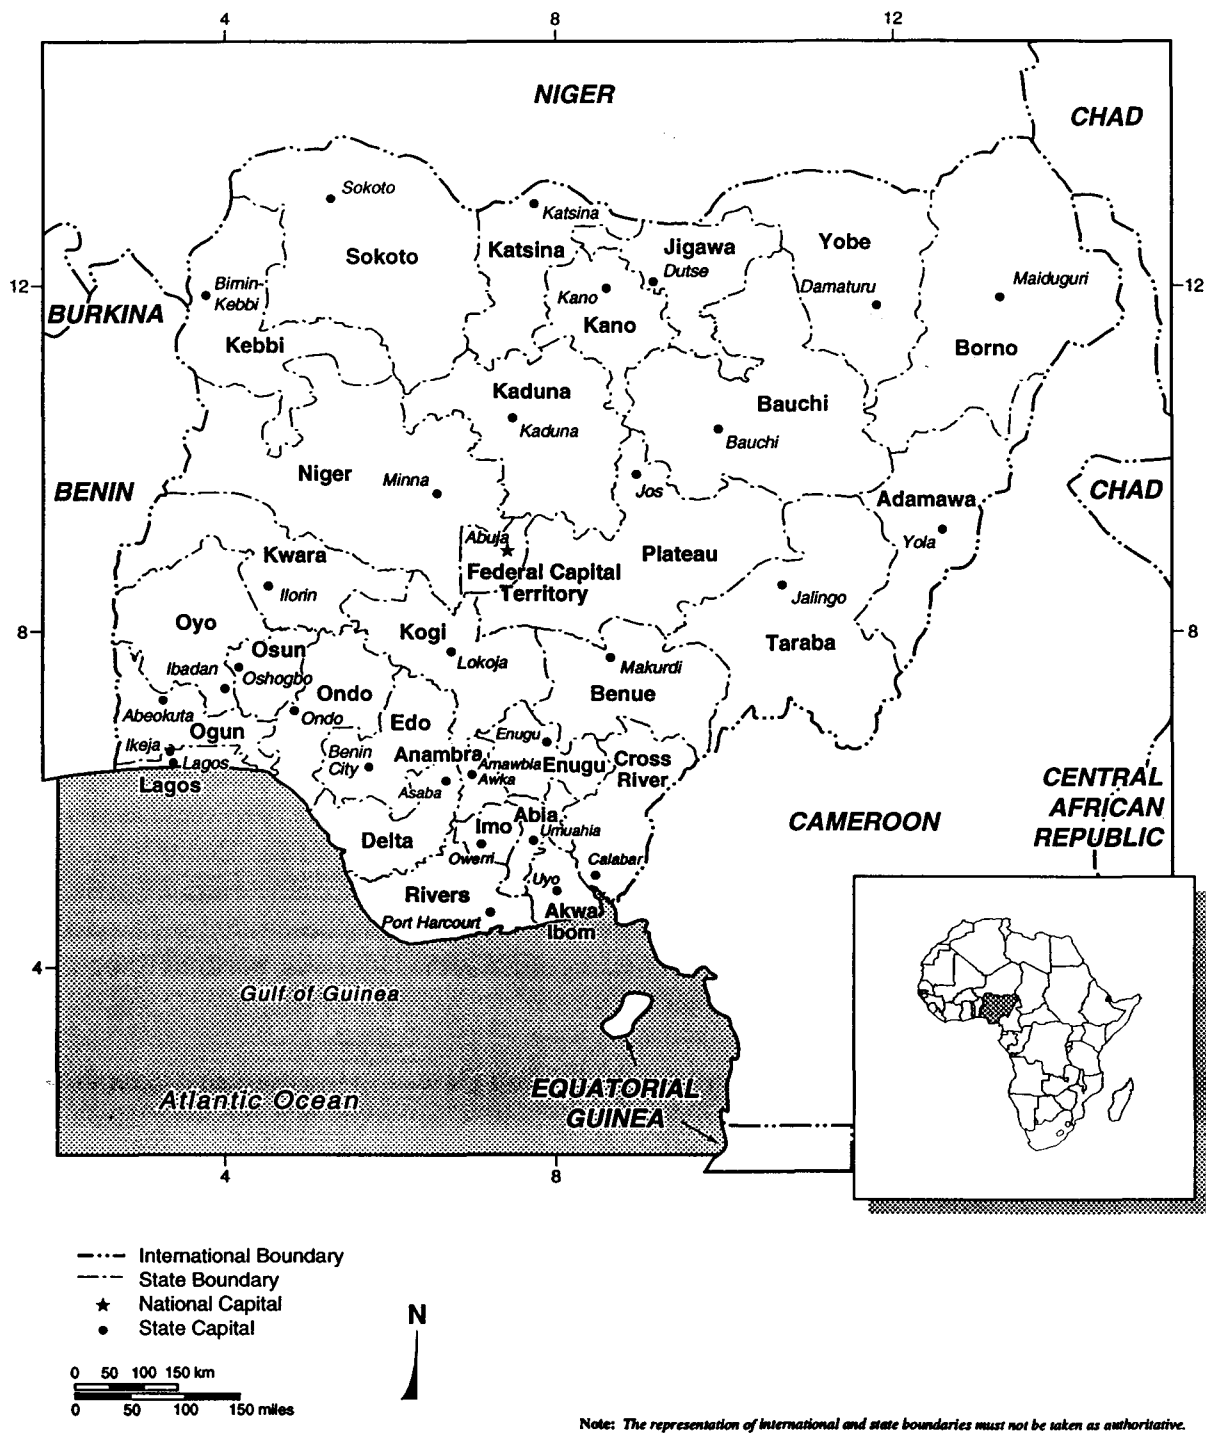 4 8 12
NIGER
CHAD
Sokoto
Katsina
Sokoto
Katsina
Jigawa
Yobe
Dutse
Maiduguri
12
12
Birnin-
Kebbi
Damaturu
Kano
BURKINA
Kano
Kebbi
Borno
Kaduna
Bauchi
Kaduna
Bauchi
Niger
Minna
Jos
BENIN
CHAD
Adamawa
Abuja
Yola
Kwara
Plateau
Federal Capital
Territory
Ilorin
Jalingo
Oyo
8
8
Kogi
Taraba
Osun
Lokoja
Ibadan
Oshogbo
Makurdi
Ondo
Benue
Abeokuta
Ondo
Edo
Ogun
Enugu
Ikeja
Benin
City
Anambra
Lagos
Amawbia
Awka
Enugu
Cross
River
Lagos
Asaba
CENTRAL
AFRICAN
REPUBLIC
Abia
CAMEROON
Imo
Umuahia
Delta
Owerri
Calabar
Uyo
Rivers
Akwa
Ibom
Port Harcourt
4
Gulf of Guinea
EQUATORIAL
GUINEA
Atlantic Ocean
4 8
International Boundary
State Boundary
National Capital
State Capital
N
0 50 100 150 km
0 50 100 150 miles
Note: The representation of international and state boundaries must not be taken as authoritative.